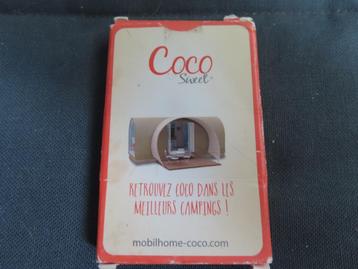 Coco
Sweet
RETROUVEZ COCO DANS LES
MEILLEURS CAMPINGS !
mobilhome-coco.com